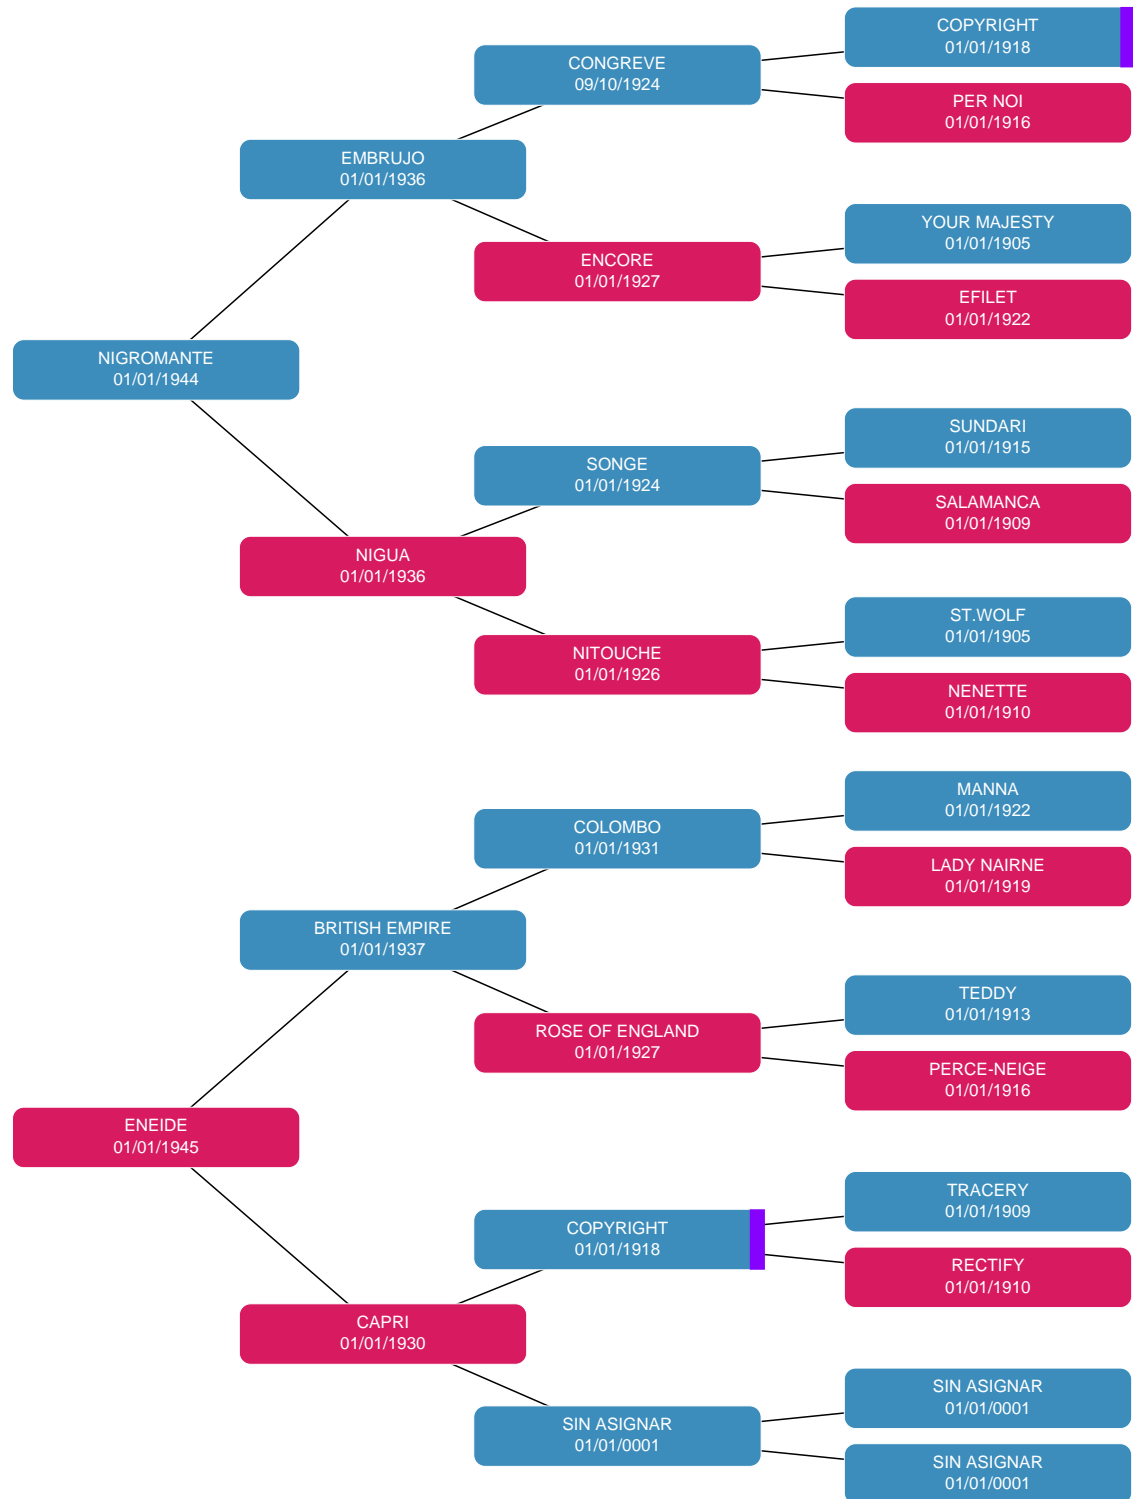 COPYRIGHT
01/01/1918
CONGREVE
09/10/1924
PER NOI
01/01/1916
EMBRUJO
01/01/1936
YOUR MAJESTY
01/01/1905
ENCORE
01/01/1927
EFILET
01/01/1922
NIGROMANTE
01/01/1944
SUNDARI
01/01/1915
SONGE
01/01/1924
SALAMANCA
01/01/1909
NIGUA
01/01/1936
ST.WOLF
01/01/1905
NITOUCHE
01/01/1926
NENETTE
01/01/1910
MANNA
01/01/1922
COLOMBO
01/01/1931
LADY NAIRNE
01/01/1919
BRITISH EMPIRE
01/01/1937
TEDDY
01/01/1913
ROSE OF ENGLAND
01/01/1927
PERCE-NEIGE
01/01/1916
ENEIDE
01/01/1945
TRACERY
01/01/1909
COPYRIGHT
01/01/1918
RECTIFY
01/01/1910
CAPRI
01/01/1930
SIN ASIGNAR
01/01/0001
SIN ASIGNAR
01/01/0001
SIN ASIGNAR
01/01/0001